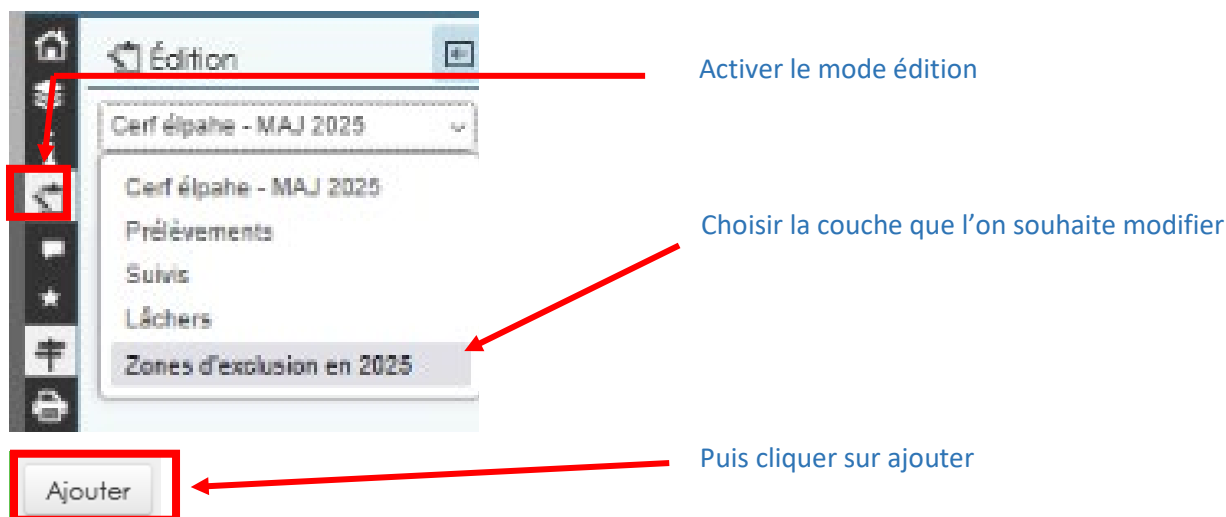 Édition
Activer le mode édition
Cerf élpahe - MAJ 2025
Cerf élpahe - MAJ 2025
Prélèvements
Choisir la couche que l'on souhaite modifier
Suivis
Lâchers
Zones d'exclusion en 2025
Puis cliquer sur ajouter
Ajouter